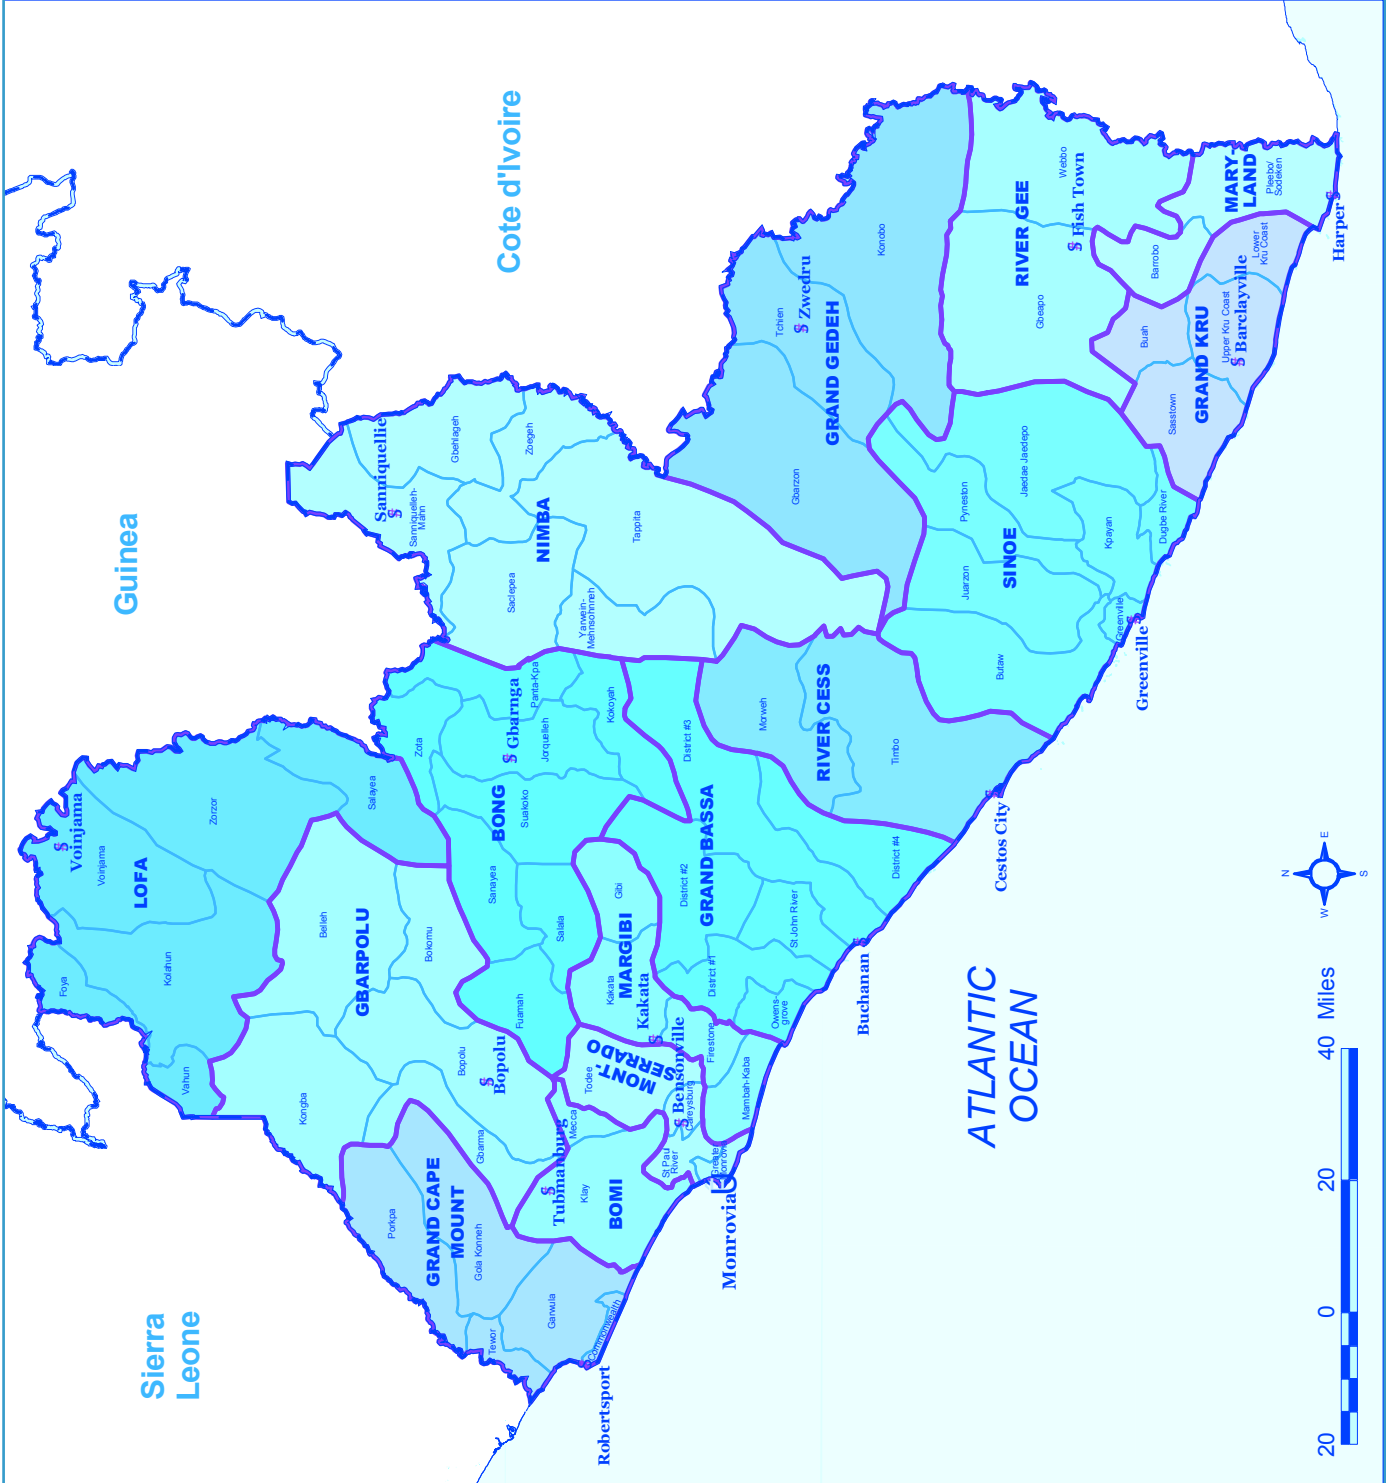 Sierra
Leone
Guinea
Cote d'Ivoire
ATLANTIC
OCEAN
LOFA
Voinjama
Voinjama
Foya
Kolahun
Vahun
Zorzor
Salayea
GBARPOLU
Belleh
Bokomu
Kongba
Bopolu
Bopolu
Gbarma
GRAND CAPE
MOUNT
Porkpa
Gola Konneh
Tewor
Garwula
Commonwealth
Robertsport
BOMI
Tubmanburg
Klay
Mecca
MONT-
SERRADO
Todee
Bensonville
Careysburg
St Pau
River
Greater
Monrovia
Monrovia
MARGIBI
Gibi
Kakata
Kakata
Firestone
Mambah-Kaba
BONG
Zota
Gbarnga
Panta-Kpa
Jorquelleh
Kokoyah
Suakoko
Sanayea
Salala
Fuamah
GRAND BASSA
District #3
District #2
District #1
District #4
St John River
Owens-
grove
Buchanan
NIMBA
Sanniquellie
Sanniquelleh-
Mahn
Gbehlageh
Zoegeh
Saclepea
Yarwein-
Mehnsohnneh
Tappita
RIVER CESS
Morweh
Timbo
Cestos City
GRAND GEDEH
Tchien
Zwedru
Konobo
Gbarzon
SINOE
Pyneston
Jaedae Jaedepo
Juarzon
Kpayan
Dugbe River
Butaw
Greenville
Greenville
RIVER GEE
Webbo
Fish Town
Gbeapo
GRAND KRU
Buah
Upper Kru Coast
Barclayville
Lower
Kru Coast
Sasstown
MARY-
LAND
Barrobo
Pleebo/
Sodeken
Harper
N
E
S
W
20 0 20 40 Miles